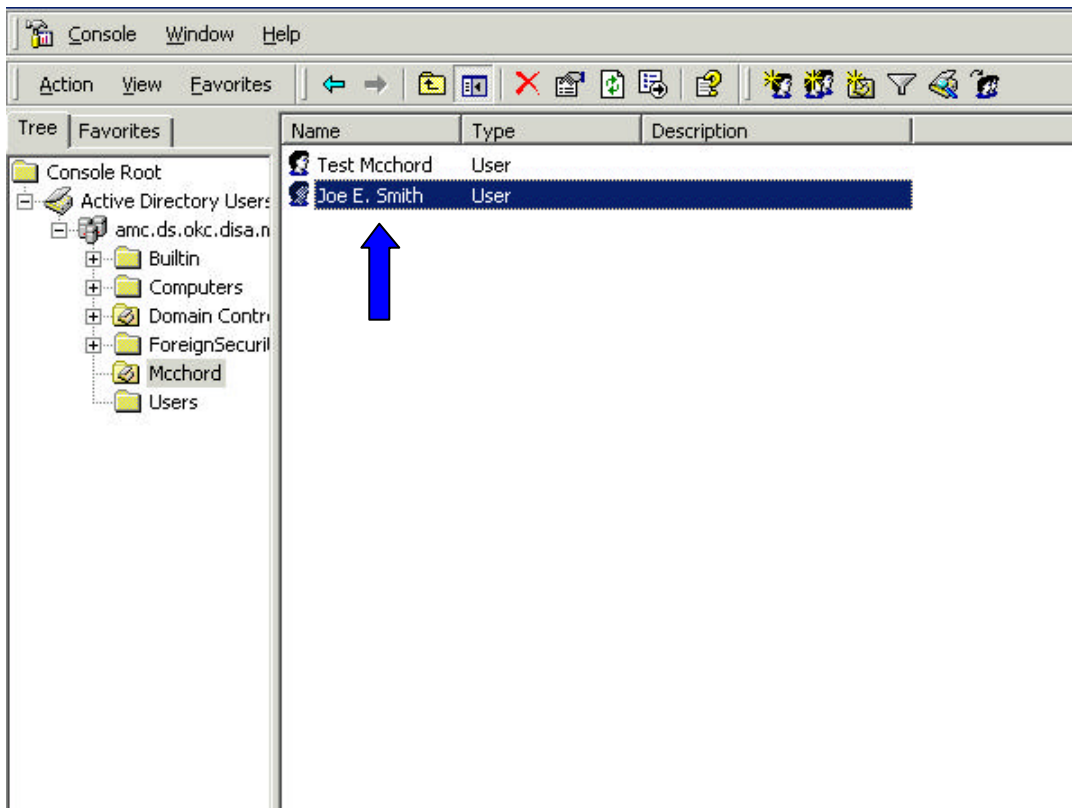 Console Window Help
Action View Favorites
Tree Favorites
Name Type Description
Console Root
Active Directory Users
amc.ds.okc.disa.n
Builtin
Computers
Domain Contr
ForeignSecurit
Mcchord
Users
Test Mcchord User
Joe E. Smith User